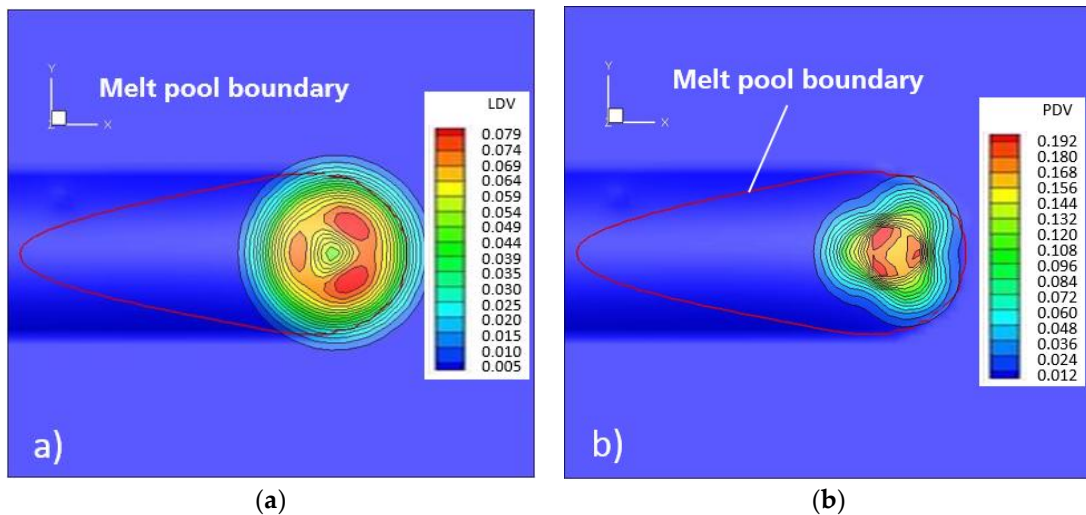 Y
X
Z
Melt pool boundary
LDV
0.079
0.074
0.069
0.064
0.059
0.054
0.049
0.044
0.039
0.035
0.030
0.025
0.020
0.015
0.010
0.005
a)
(a)
Y
X
Z
Melt pool boundary
PDV
0.192
0.180
0.168
0.156
0.144
0.132
0.120
0.108
0.096
0.084
0.072
0.060
0.048
0.036
0.024
0.012
b)
(b)